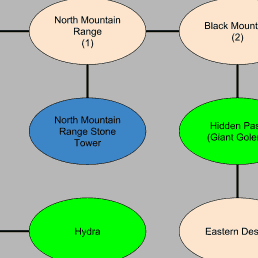 North Mountain
Range
(1)
Black Mount
(2)
North Mountain
Range Stone
Tower
Hidden Pas
(Giant Gole
Hydra
Eastern Des